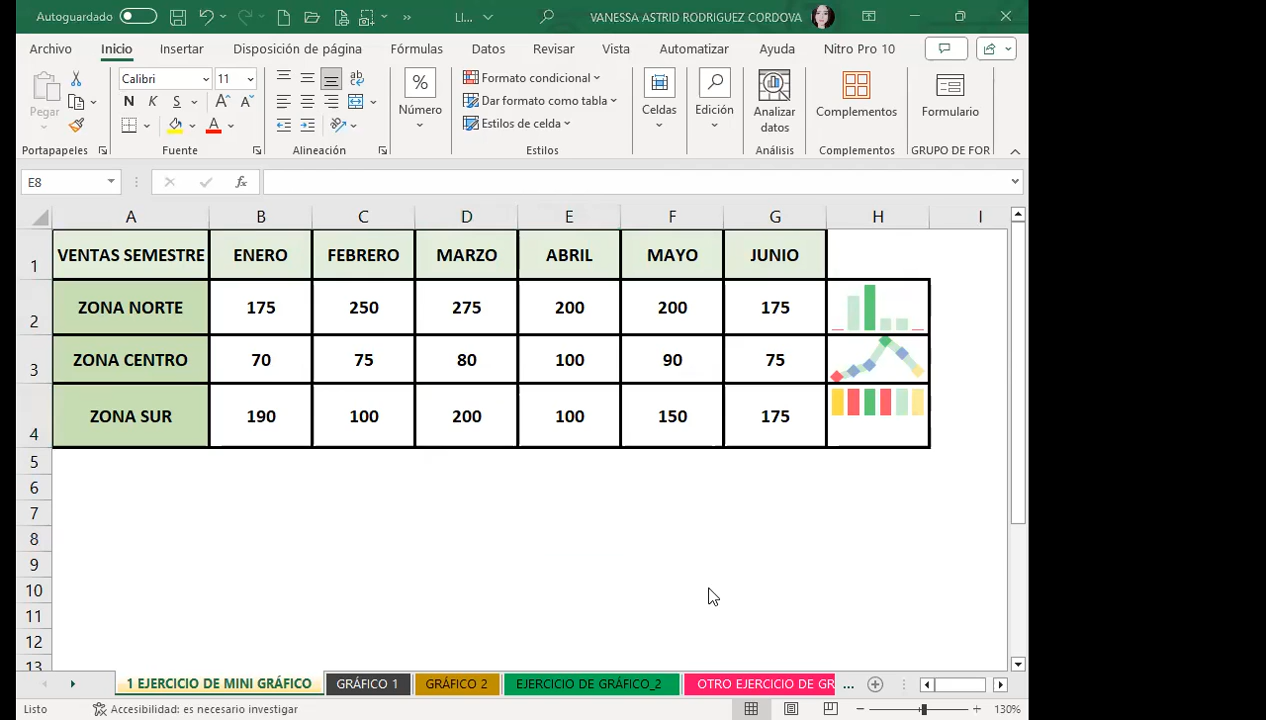 Autoguardado LI... VANESSA ASTRID RODRIGUEZ CORDOVA
Archivo Inicio Insertar Disposición de página Fórmulas Datos Revisar Vista Automatizar Ayuda Nitro Pro 10
Pegar Calibri 11 Número Formato condicional Celdas Edición Analizar datos Complementos Formulario
N K S Dar formato como tabla
Estilos de celda
Portapapeles Fuente Alineación Estilos Análisis Complementos GRUPO DE FOR
E8 fx
A B C D E F G H I
1 VENTAS SEMESTRE ENERO FEBRERO MARZO ABRIL MAYO JUNIO
2 ZONA NORTE 175 250 275 200 200 175
3 ZONA CENTRO 70 75 80 100 90 75
4 ZONA SUR 190 100 200 100 150 175
5
6
7
8
9
10
11
12
13
1 EJERCICIO DE MINI GRÁFICO GRÁFICO 1 GRÁFICO 2 EJERCICIO DE GRÁFICO_2 OTRO EJERCICIO DE GR ...
Listo Accesibilidad: es necesario investigar 130%